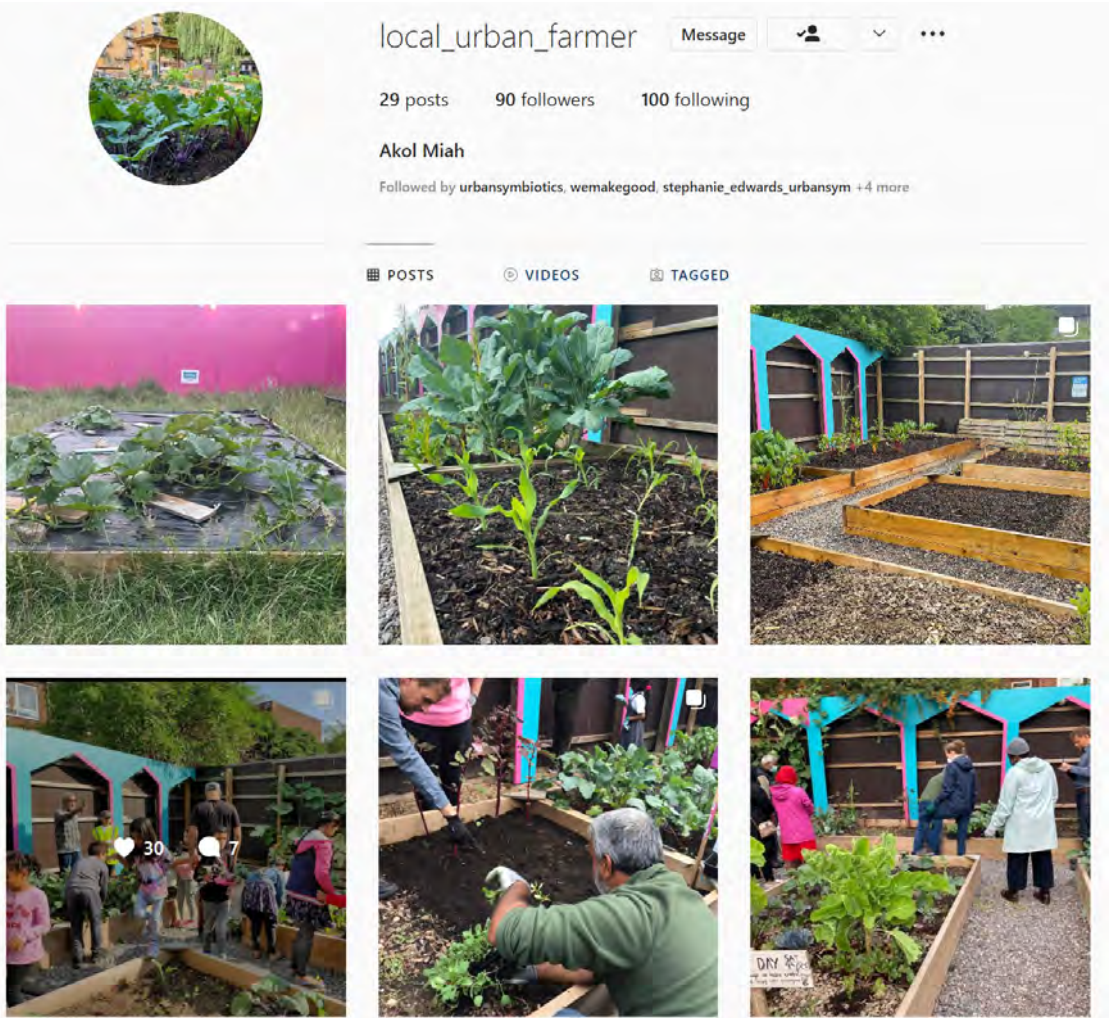 local_urban_farmer Message
29 posts 90 followers 100 following
Akol Miah
Followed by urbansymbiotics, wemakegood, stephanie_edwards_urbansym +4 more
POSTS VIDEOS TAGGED
30 7
DRY